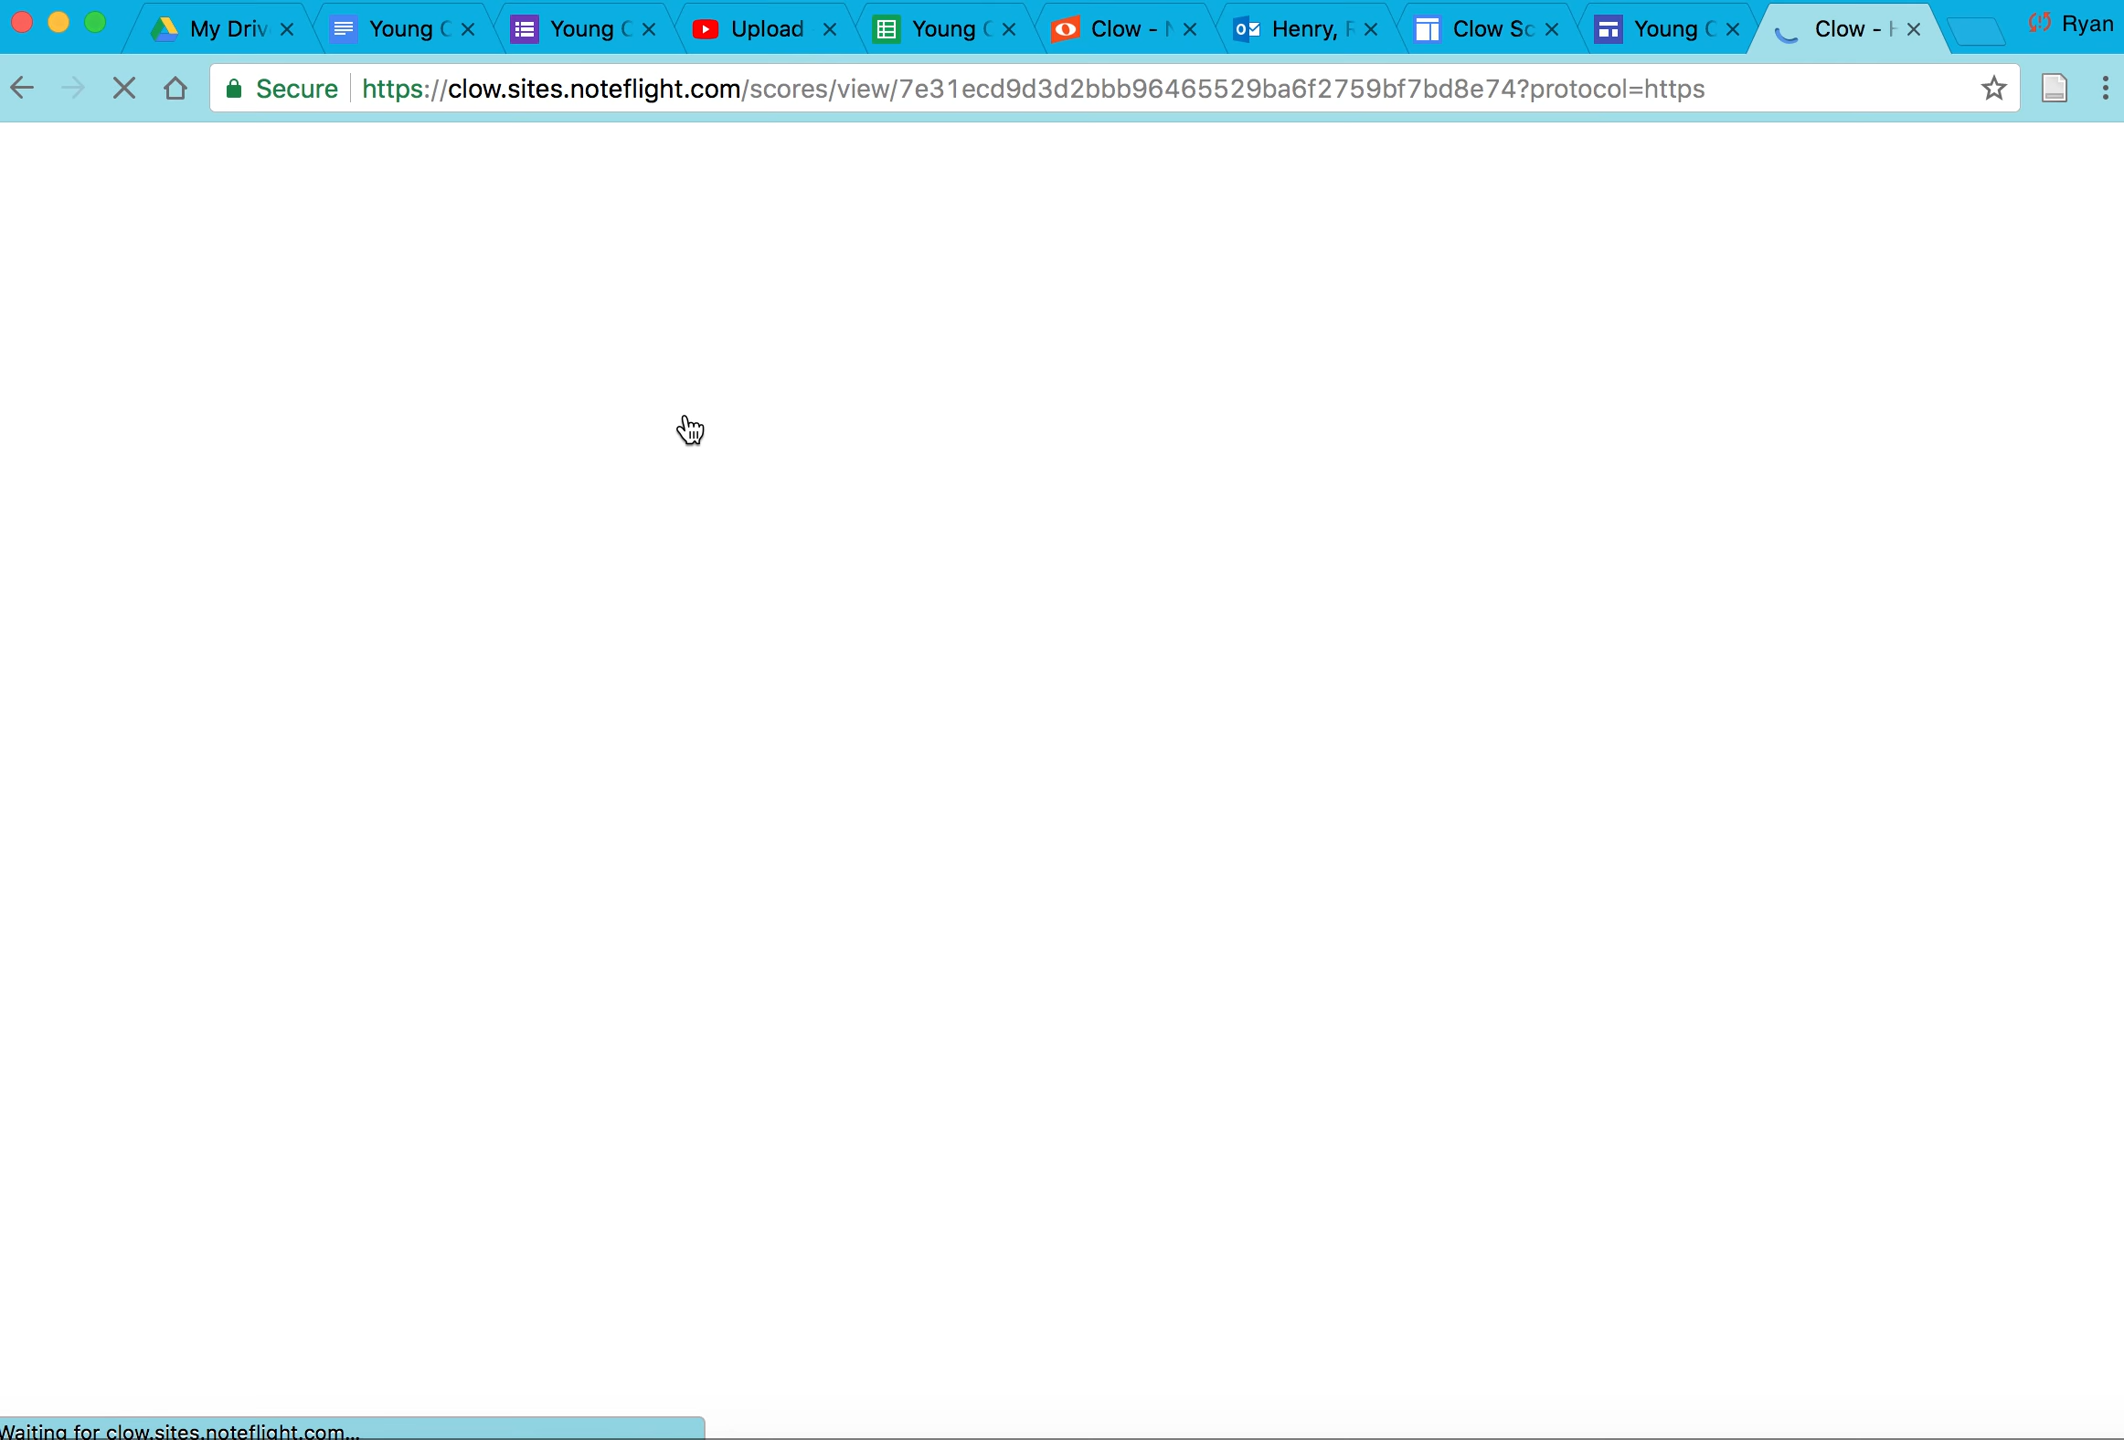 My Driv
Young C
Young C
Upload
Young C
Clow - N
Henry, R
Clow Sc
Young C
Clow - H
Ryan
Secure https://clow.sites.noteflight.com/scores/view/7e31ecd9d3d2bbb96465529ba6f2759bf7bd8e74?protocol=https
Waiting for clow.sites.noteflight.com...